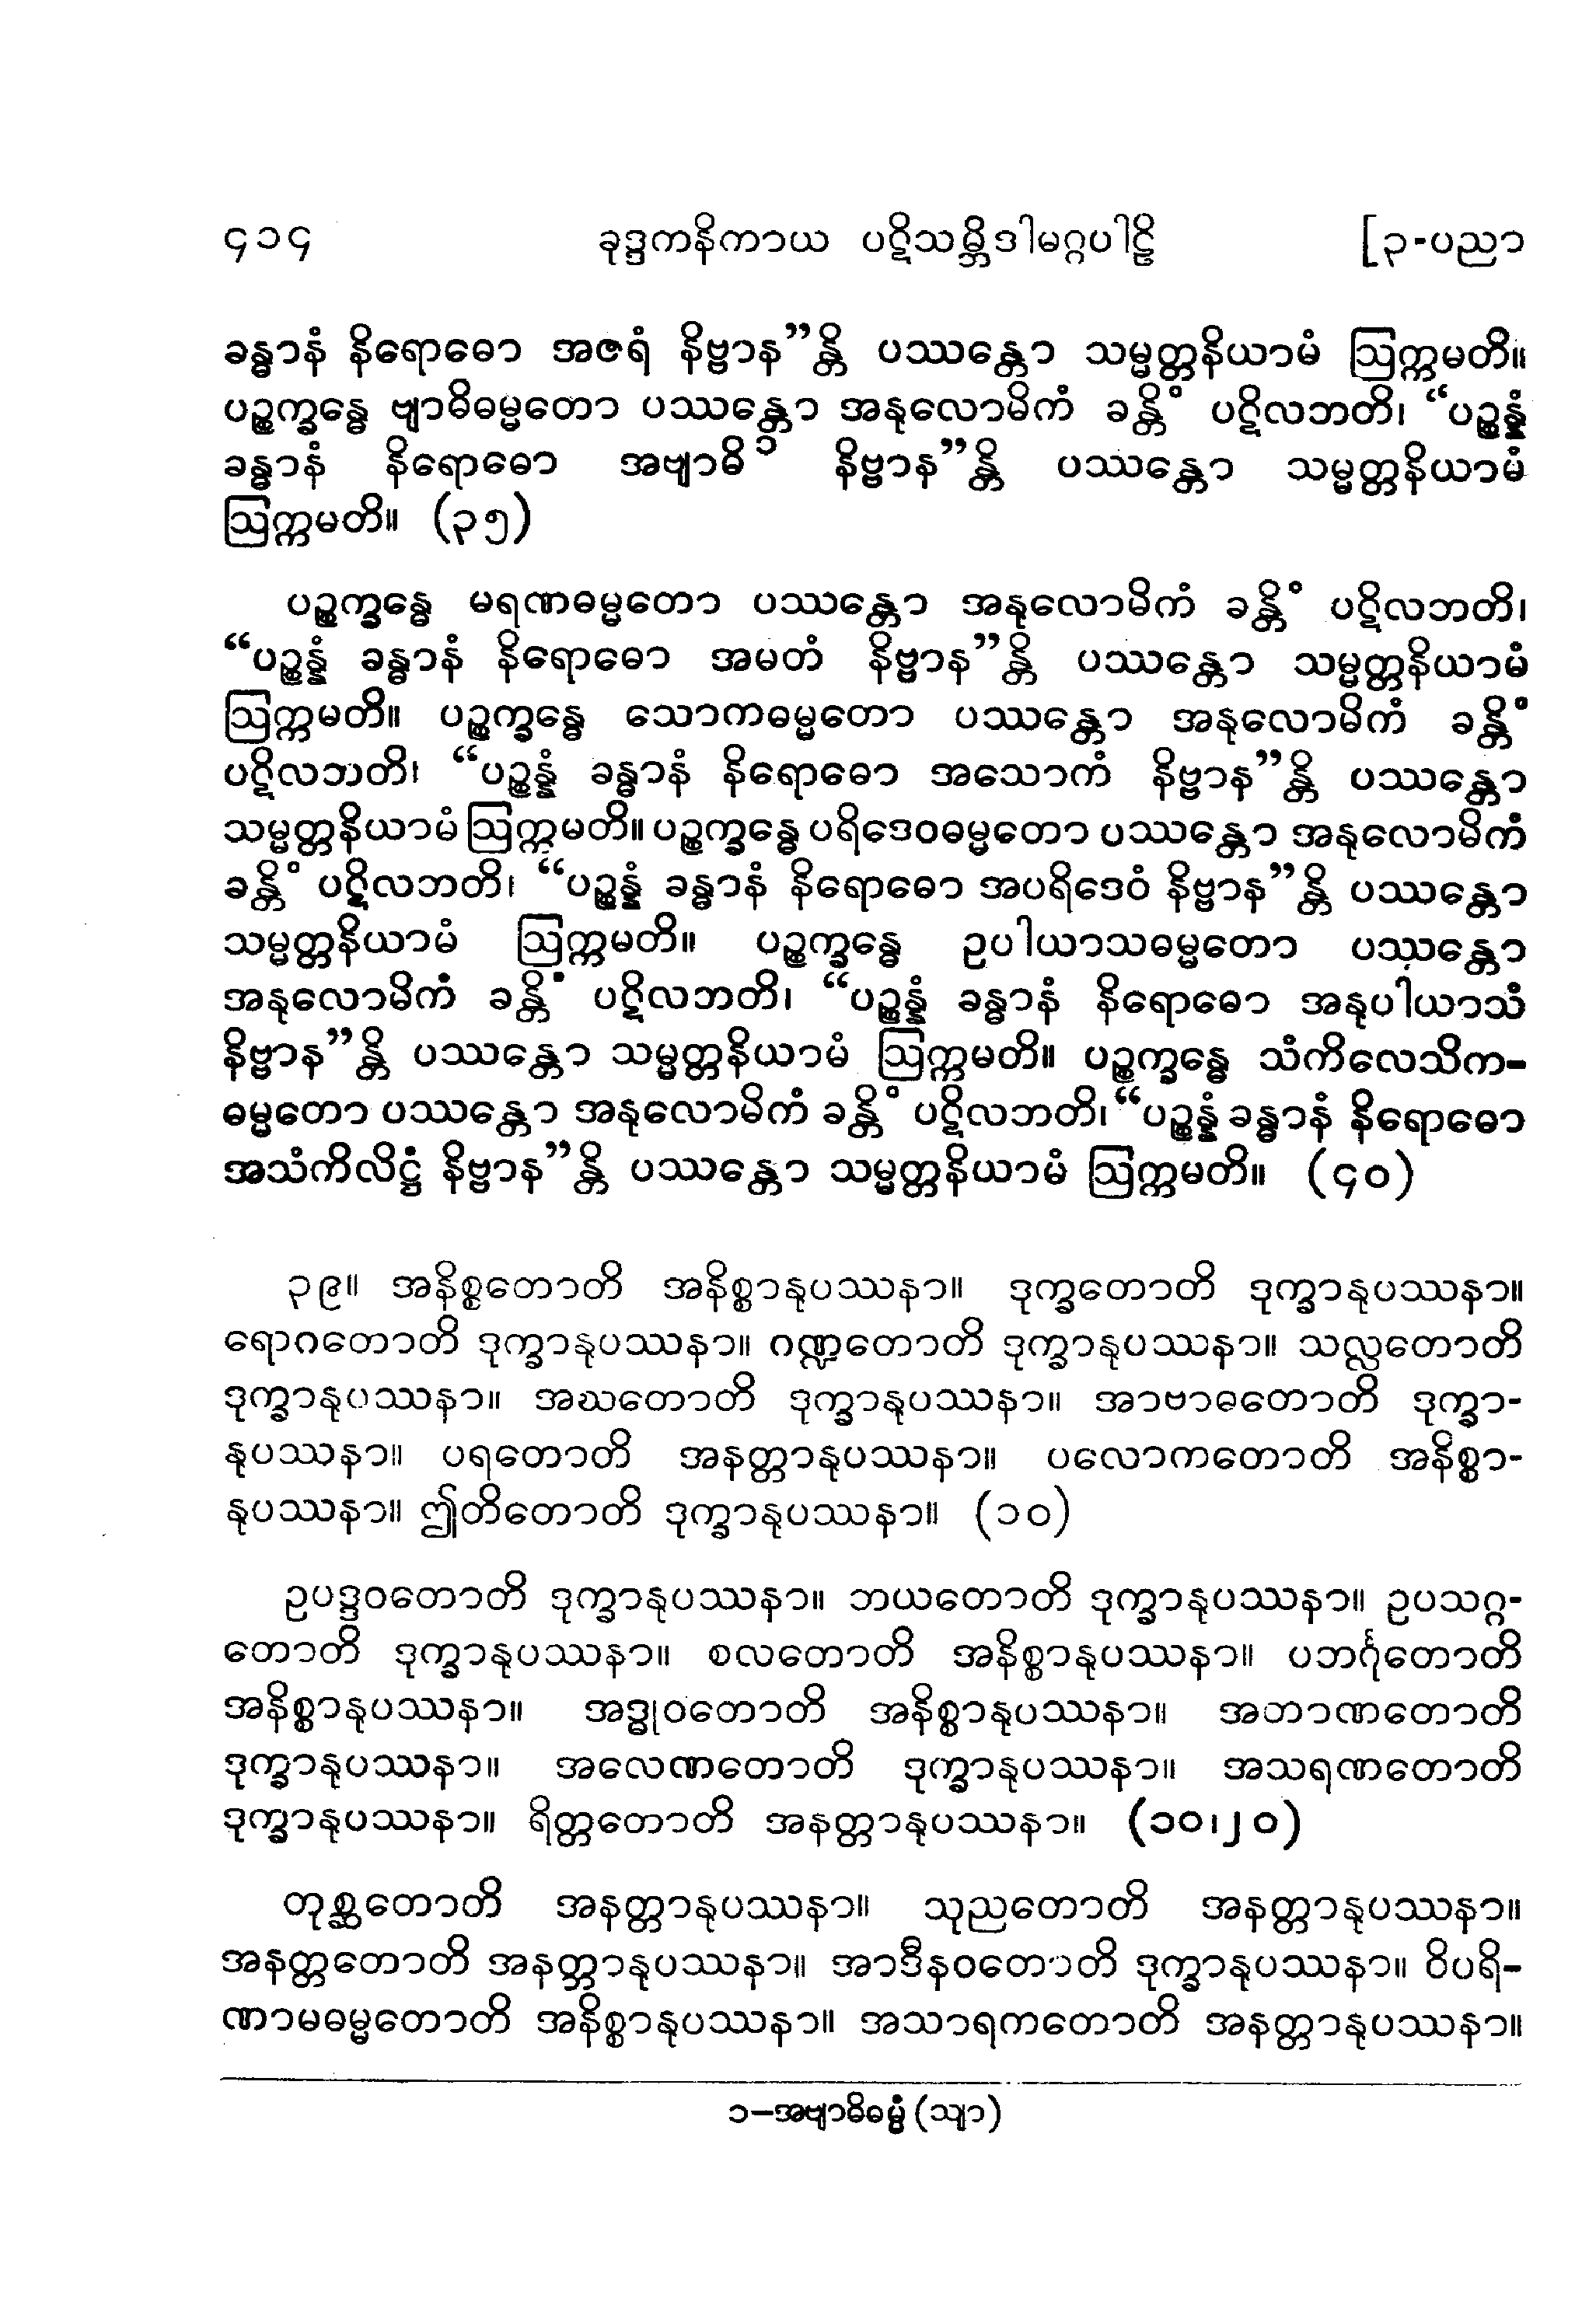 ၄၁၄ ခုဒ္ဒကနိကာယ ပဋိသမ္ဘိဒါမဂ္ဂပါဠိ [၃-ပညာ
ခန္ဓာနံ နိရောဓော အဇရံ နိဗ္ဗာန”န္တိ ပဿန္တော သမ္မတ္တနိယာမံ ဩက္ကမတိ။
ပဉ္စက္ခန္ဓေ ဗျာဓိဓမ္မတော ပဿန္တော အနုလောမိကံ ခန္တိံ ပဋိလဘတိ၊ “ပဉ္စန္နံ
ခန္ဓာနံ နိရောဓော အဗျာဓိ ၁ နိဗ္ဗာန”န္တိ ပဿန္တော သမ္မတ္တနိယာမံ
ဩက္ကမတိ။ (၃၅)
ပဉ္စက္ခန္ဓေ မရဏဓမ္မတော ပဿန္တော အနုလောမိကံ ခန္တိံ ပဋိလဘတိ၊
“ပဉ္စန္နံ ခန္ဓာနံ နိရောဓော အမတံ နိဗ္ဗာန”န္တိ ပဿန္တော သမ္မတ္တနိယာမံ
ဩက္ကမတိ။ ပဉ္စက္ခန္ဓေ သောကဓမ္မတော ပဿန္တော အနုလောမိကံ ခန္တိံ
ပဋိလဘတိ၊ “ပဉ္စန္နံ ခန္ဓာနံ နိရောဓော အသောကံ နိဗ္ဗာန”န္တိ ပဿန္တော
သမ္မတ္တနိယာမံ ဩက္ကမတိ။ ပဉ္စက္ခန္ဓေ ပရိဒေဝဓမ္မတော ပဿန္တော အနုလောမိကံ
ခန္တိံ ပဋိလဘတိ၊ “ပဉ္စန္နံ ခန္ဓာနံ နိရောဓော အပရိဒေဝံ နိဗ္ဗာန”န္တိ ပဿန္တော
သမ္မတ္တနိယာမံ ဩက္ကမတိ။ ပဉ္စက္ခန္ဓေ ဥပါယာသဓမ္မတော ပဿန္တော
အနုလောမိကံ ခန္တိံ ပဋိလဘတိ၊ “ပဉ္စန္နံ ခန္ဓာနံ နိရောဓော အနုပါယာသံ
နိဗ္ဗာန”န္တိ ပဿန္တော သမ္မတ္တနိယာမံ ဩက္ကမတိ။ ပဉ္စက္ခန္ဓေ သံကိလေသိက-
ဓမ္မတော ပဿန္တော အနုလောမိကံ ခန္တိံ ပဋိလဘတိ၊ “ပဉ္စန္နံ ခန္ဓာနံ နိရောဓော
အသံကိလိဋ္ဌံ နိဗ္ဗာန”န္တိ ပဿန္တော သမ္မတ္တနိယာမံ ဩက္ကမတိ။ (၄၀)
၃၉။ အနိစ္စတောတိ အနိစ္စာနုပဿနာ။ ဒုက္ခတောတိ ဒုက္ခာနုပဿနာ။
ရောဂတောတိ ဒုက္ခာနုပဿနာ။ ဂဏ္ဍတောတိ ဒုက္ခာနုပဿနာ။ သလ္လတောတိ
ဒုက္ခာနုပဿနာ။ အဃတောတိ ဒုက္ခာနုပဿနာ။ အာဗာဓတောတိ ဒုက္ခာ-
နုပဿနာ။ ပရတောတိ အနတ္တာနုပဿနာ။ ပလောကတောတိ အနိစ္စာ-
နုပဿနာ။ ဤတိတောတိ ဒုက္ခာနုပဿနာ။ (၁၀)
ဥပဒ္ဒဝတောတိ ဒုက္ခာနုပဿနာ။ ဘယတောတိ ဒုက္ခာနုပဿနာ။ ဥပသဂ္ဂ-
တောတိ ဒုက္ခာနုပဿနာ။ စလတောတိ အနိစ္စာနုပဿနာ။ ပဘင်္ဂုတောတိ
အနိစ္စာနုပဿနာ။ အဒ္ဓုဝတောတိ အနိစ္စာနုပဿနာ။ အတာဏတောတိ
ဒုက္ခာနုပဿနာ။ အလေဏတောတိ ဒုက္ခာနုပဿနာ။ အသရဏတောတိ
ဒုက္ခာနုပဿနာ။ ရိတ္တတောတိ အနတ္တာနုပဿနာ။ (၁၀၊၂၀)
တုစ္ဆတောတိ အနတ္တာနုပဿနာ။ သုညတောတိ အနတ္တာနုပဿနာ။
အနတ္တတောတိ အနတ္တာနုပဿနာ။ အာဒီနဝတောတိ ဒုက္ခာနုပဿနာ။ ဝိပရိ-
ဏာမဓမ္မတောတိ အနိစ္စာနုပဿနာ။ အသာရကတောတိ အနတ္တာနုပဿနာ။
၁–အဗျာဓိဓမ္မံ (သျာ)